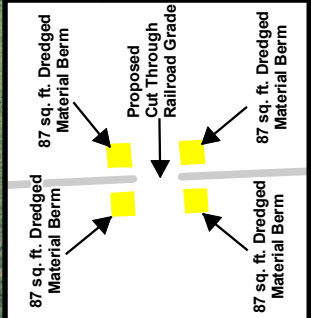 87 sq. ft. Dredged
Material Berm
Proposed
Cut Through
Railroad Grade
87 sq. ft. Dredged
Material Berm
87 sq. ft. Dredged
Material Berm
87 sq. ft. Dredged
Material Berm